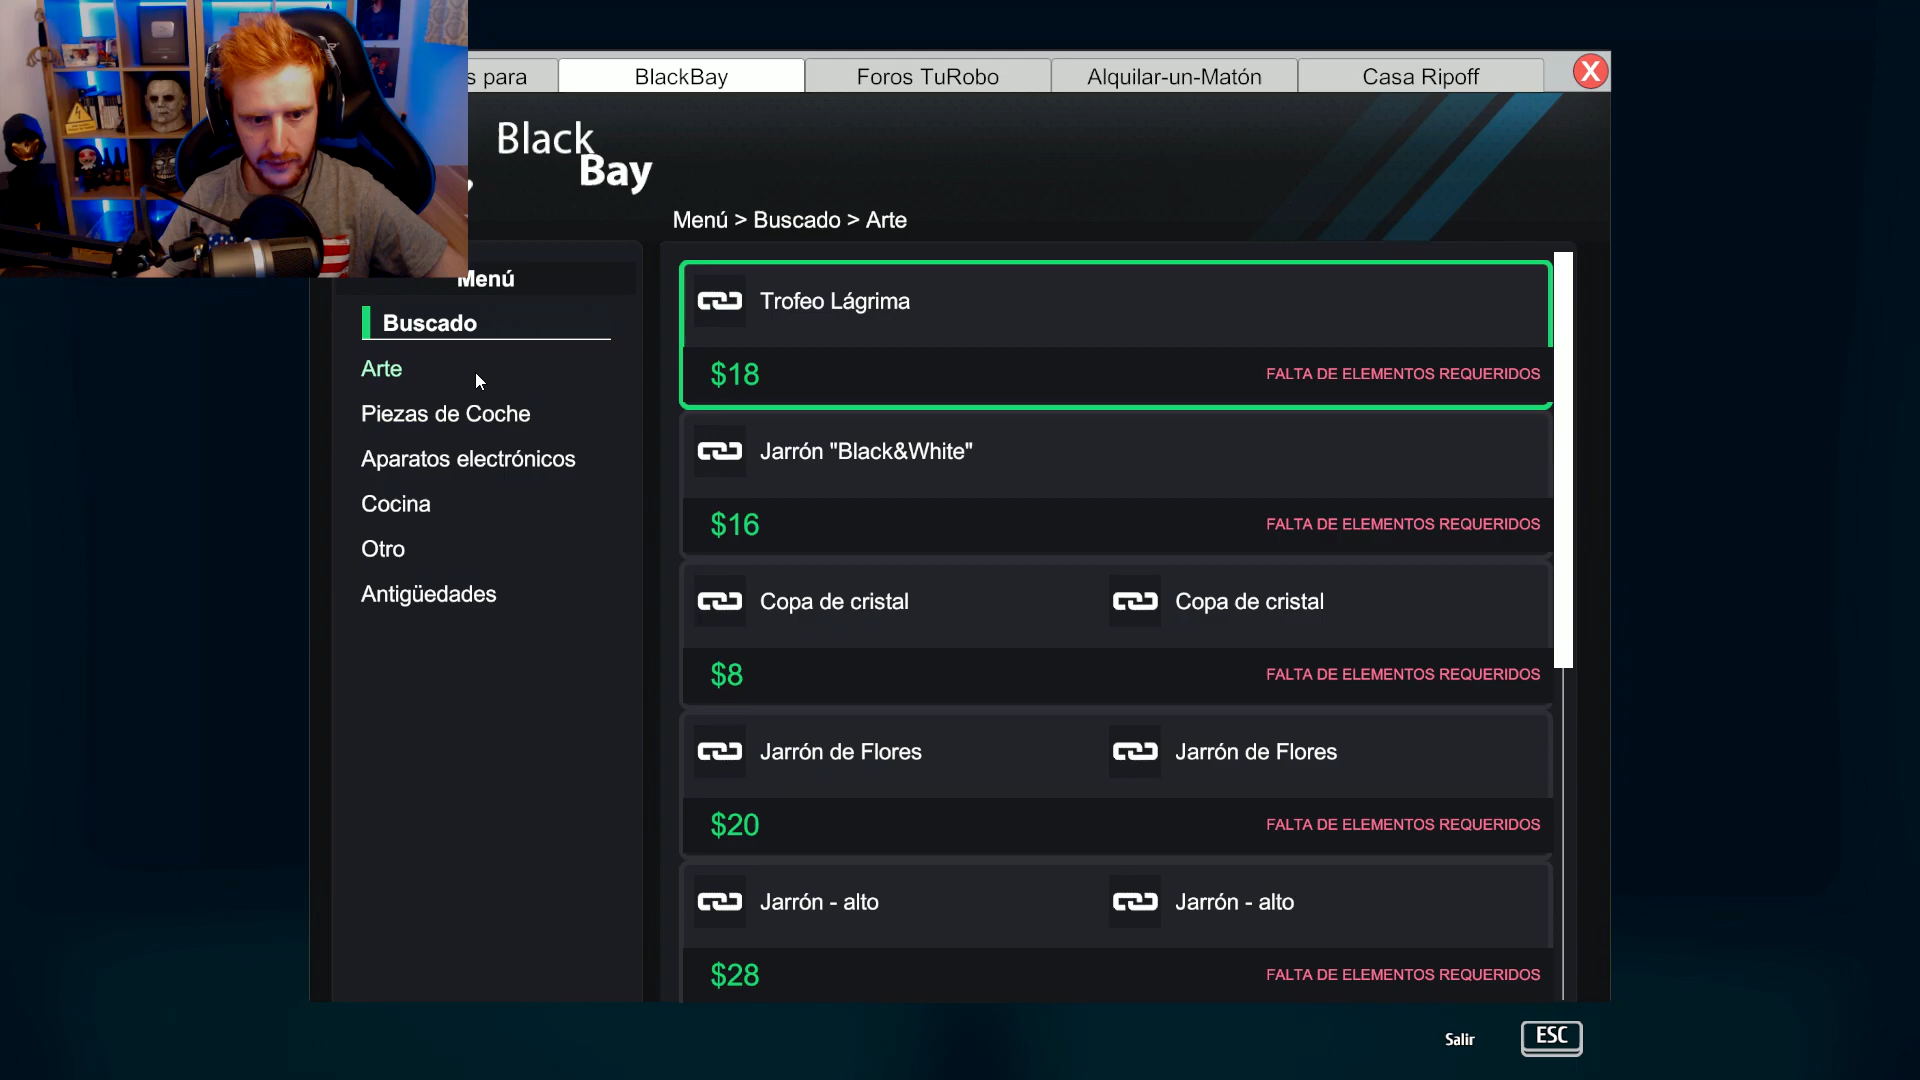 s para
BlackBay
Foros TuRobo
Alquilar-un-Matón
Casa Ripoff
X
Black
Bay
Menú > Buscado > Arte
Menú
Buscado
Arte
Piezas de Coche
Aparatos electrónicos
Cocina
Otro
Antigüedades
Trofeo Lágrima
$18 FALTA DE ELEMENTOS REQUERIDOS
Jarrón "Black&White"
$16 FALTA DE ELEMENTOS REQUERIDOS
Copa de cristal Copa de cristal
$8 FALTA DE ELEMENTOS REQUERIDOS
Jarrón de Flores Jarrón de Flores
$20 FALTA DE ELEMENTOS REQUERIDOS
Jarrón - alto Jarrón - alto
$28 FALTA DE ELEMENTOS REQUERIDOS
Salir ESC